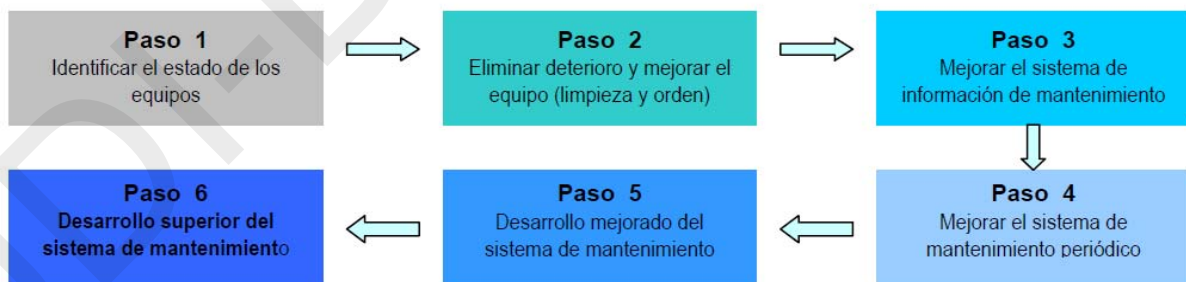 Paso 1
Identificar el estado de los
equipos
Paso 2
Eliminar deterioro y mejorar el
equipo (limpieza y orden)
Paso 3
Mejorar el sistema de
información de mantenimiento
Paso 4
Mejorar el sistema de
mantenimiento periódico
Paso 5
Desarrollo mejorado del
sistema de mantenimiento
Paso 6
Desarrollo superior del
sistema de mantenimiento